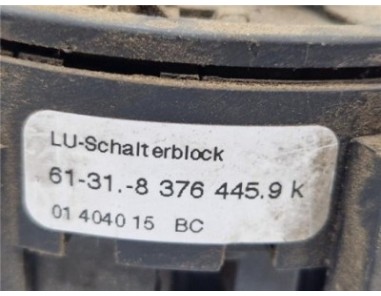 LU-Schalterblock
61-31.-8 376 445.9 k
01 4040 15 BC